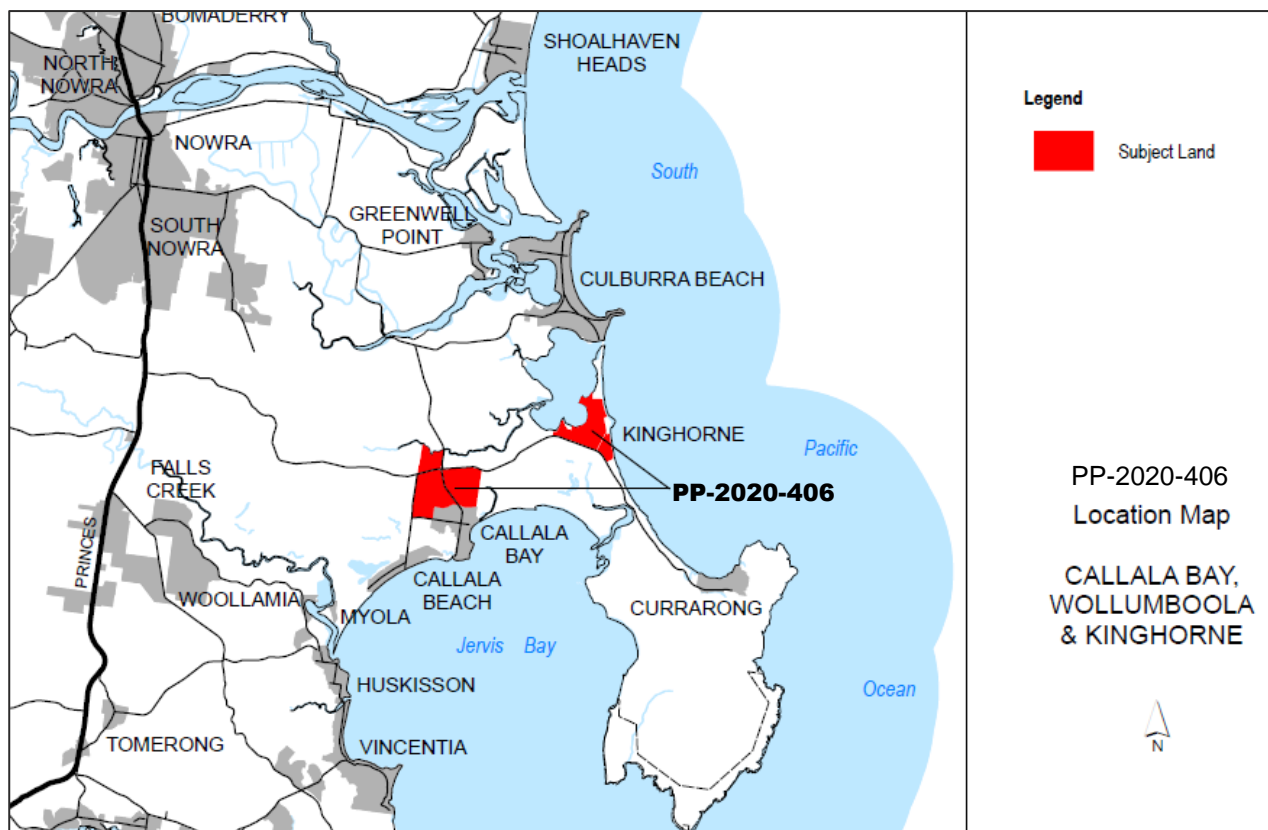 BOMADERRY
NORTH
NOWRA
SHOALHAVEN
HEADS
NOWRA
South
SOUTH
NOWRA
GREENWELL
POINT
CULBURRA BEACH
KINGHORNE
Pacific
FALLS
CREEK
PP-2020-406
PRINCES
CALLALA
BAY
CALLALA
BEACH
WOOLLAMIA
MYOLA
CURRARONG
Jervis Bay
HUSKISSON
Ocean
TOMERONG
VINCENTIA
Legend
Subject Land
PP-2020-406
Location Map
CALLALA BAY,
WOLLUMBOOLA
& KINGHORNE
N